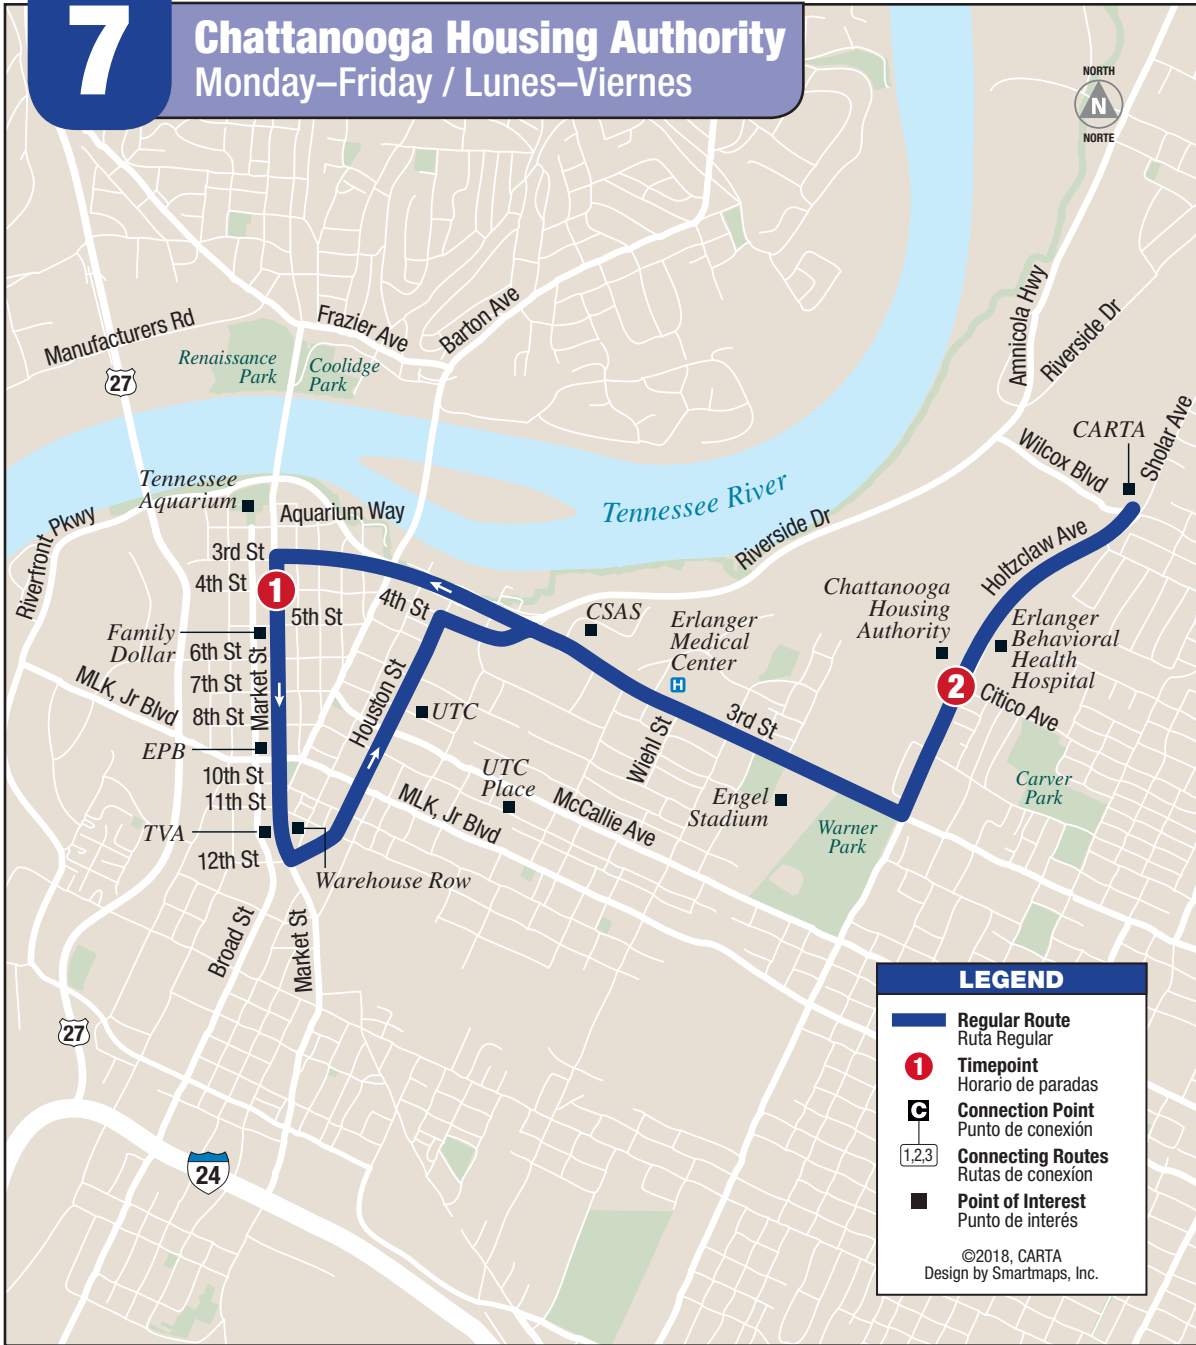 7
Chattanooga Housing Authority
Monday–Friday / Lunes–Viernes
NORTH
N
NORTE
Manufacturers Rd
Frazier Ave
Barton Ave
Renaissance
Park
Coolidge
Park
27
Amnicola Hwy
Riverside Dr
CARTA
Sholar Ave
Wilcox Blvd
Tennessee
Aquarium
Aquarium Way
Tennessee River
Riverfront Pkwy
Riverside Dr
Holtzclaw Ave
3rd St
4th St
1
5th St
4th St
CSAS
Erlanger
Medical
Center
H
Chattanooga
Housing
Authority
Erlanger
Behavioral
Health
Hospital
2
Citico Ave
Family
Dollar
6th St
7th St
8th St
Market St
MLK, Jr Blvd
EPB
10th St
11th St
TVA
12th St
Houston St
UTC
UTC
Place
MLK, Jr Blvd
McCallie Ave
Wiehl St
3rd St
Engel
Stadium
Warner
Park
Carver
Park
Warehouse Row
Broad St
Market St
27
24
LEGEND
Regular Route
Ruta Regular
1
Timepoint
Horario de paradas
C
Connection Point
Punto de conexión
1,2,3
Connecting Routes
Rutas de conexíon
Point of Interest
Punto de interés
©2018, CARTA
Design by Smartmaps, Inc.